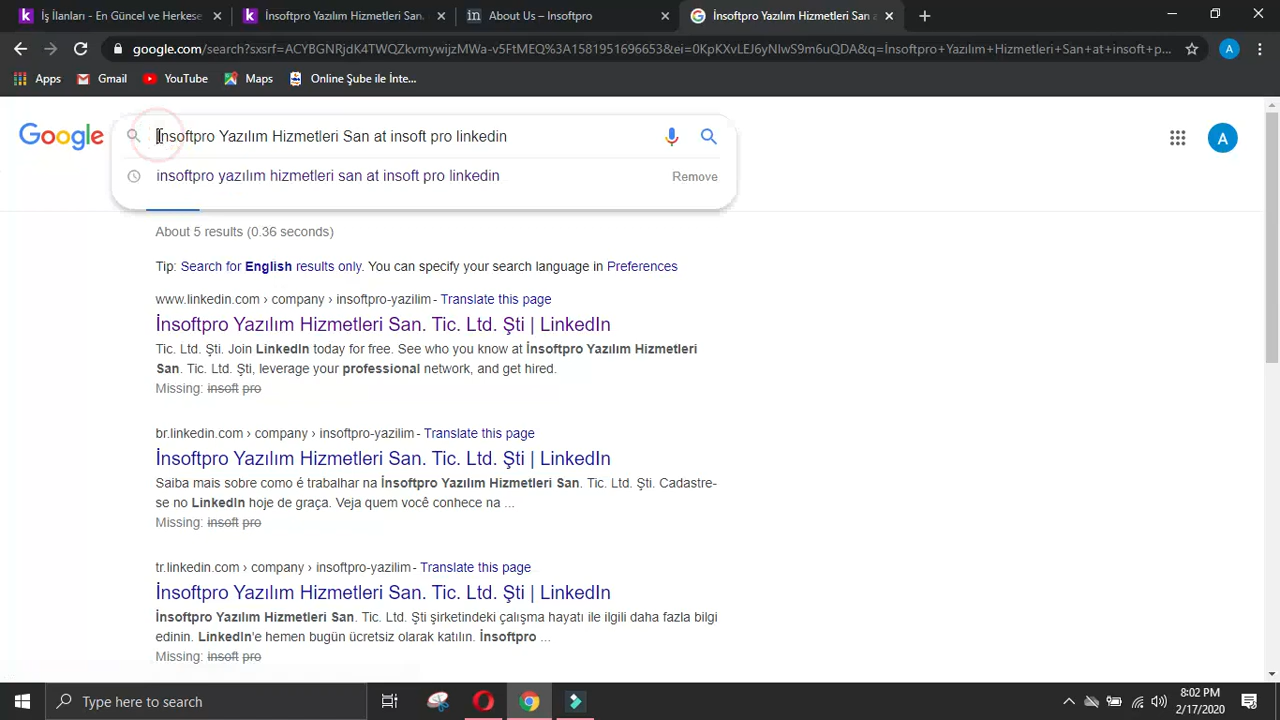 İş İlanları - En Güncel ve Herkese
İnsoftpro Yazılım Hizmetleri San.
About Us – Insoftpro
İnsoftpro Yazılım Hizmetleri San a
google.com/search?sxsrf=ACYBGNRjdK4TWQZkvmywijzMWa-v5FtMEQ%3A1581951696653&ei=0KpKXvLEJ6yNlwS9m6uQDA&q=İnsoftpro+Yazılım+Hizmetleri+San+at+insoft+p...
A
Apps
Gmail
YouTube
Maps
Online Şube ile İnte...
Google
İnsoftpro Yazılım Hizmetleri San at insoft pro linkedin
A
insoftpro yazılım hizmetleri san at insoft pro linkedin
Remove
About 5 results (0.36 seconds)
Tip: Search for English results only. You can specify your search language in Preferences
www.linkedin.com › company › insoftpro-yazilim - Translate this page
İnsoftpro Yazılım Hizmetleri San. Tic. Ltd. Şti | LinkedIn
Tic. Ltd. Şti. Join LinkedIn today for free. See who you know at İnsoftpro Yazılım Hizmetleri
San. Tic. Ltd. Şti, leverage your professional network, and get hired.
Missing: insoft pro
br.linkedin.com › company › insoftpro-yazilim - Translate this page
İnsoftpro Yazılım Hizmetleri San. Tic. Ltd. Şti | LinkedIn
Saiba mais sobre como é trabalhar na İnsoftpro Yazılım Hizmetleri San. Tic. Ltd. Şti. Cadastre-
se no LinkedIn hoje de graça. Veja quem você conhece na ...
Missing: insoft pro
tr.linkedin.com › company › insoftpro-yazilim - Translate this page
İnsoftpro Yazılım Hizmetleri San. Tic. Ltd. Şti | LinkedIn
İnsoftpro Yazılım Hizmetleri San. Tic. Ltd. Şti şirketindeki çalışma hayatı ile ilgili daha fazla bilgi
edinin. LinkedIn'e hemen bugün ücretsiz olarak katılın. İnsoftpro ...
Missing: insoft pro
Type here to search
8:02 PM
2/17/2020